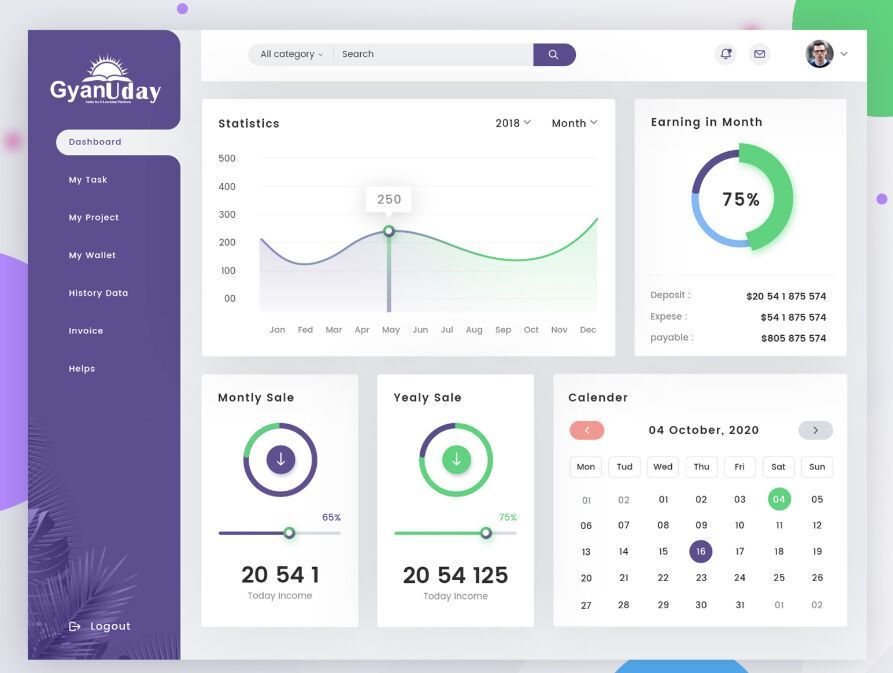 GyanUday
Dashboard
My Task
My Project
My Wallet
History Data
Invoice
Helps
Logout
All category Search
Statistics 2018 Month
500
400
300
200
100
00
250
Jan Feb Mar Apr May Jun Jul Aug Sep Oct Nov Dec
Earning in Month
75%
Deposit : $20 54 1 875 574
Expese : $54 1 875 574
payable : $805 875 574
Montly Sale
65%
20 54 1
Today Income
Yealy Sale
75%
20 54 125
Today Income
Calender
04 October, 2020
Mon Tud Wed Thu Fri Sat Sun
01 02 01 02 03 04 05
06 07 08 09 10 11 12
13 14 15 16 17 18 19
20 21 22 23 24 25 26
27 28 29 30 31 01 02